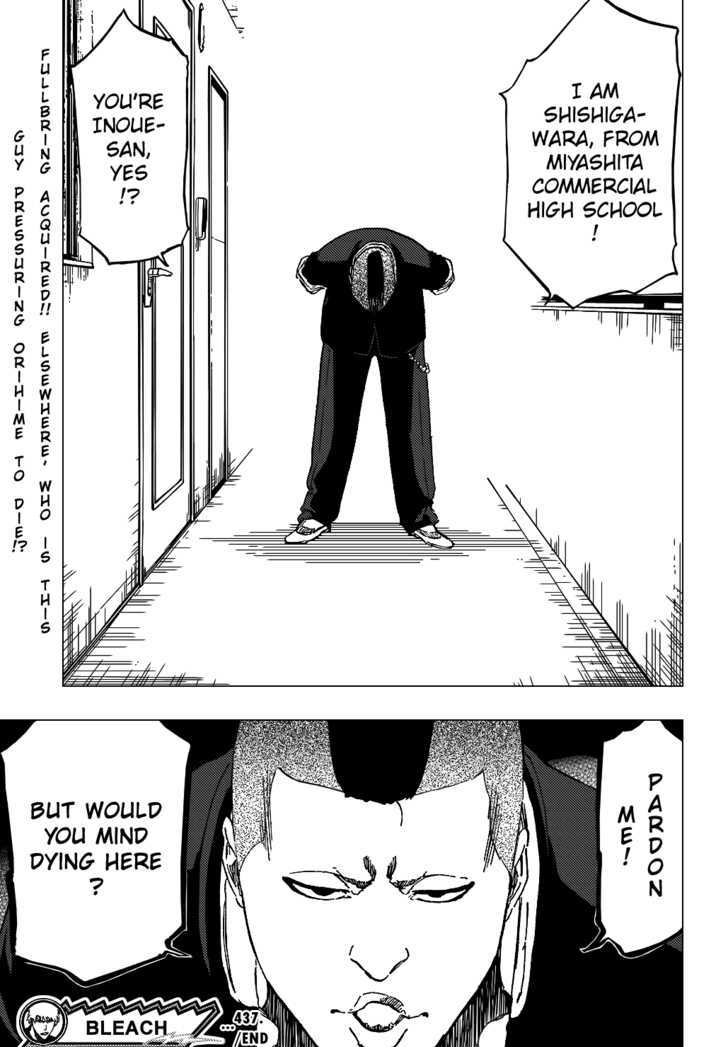 I AM
SHISHIGA-
WARA, FROM
MIYASHITA
COMMERCIAL
HIGH SCHOOL
!
YOU'RE
INOUE-
SAN,
YES
!?
FULLBRING ACQUIRED!! ELSEWHERE, WHO IS THIS
GUY PRESSURING ORIHIME TO DIE!?
PARDON
ME!
BUT WOULD
YOU MIND
DYING HERE
?
BLEACH
...437.
/END